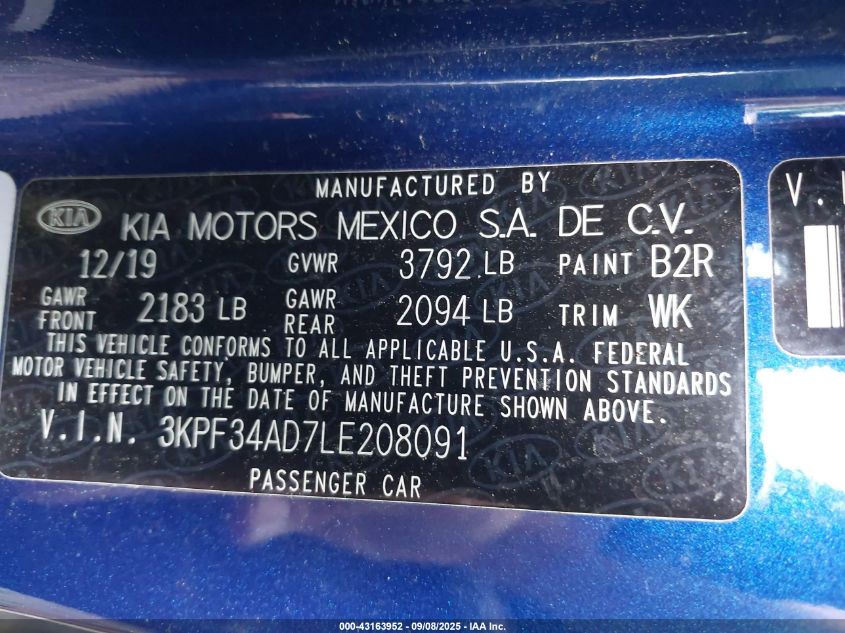 MANUFACTURED BY
KIA KIA MOTORS MEXICO S.A. DE C.V.
12/19 GVWR 3792 LB PAINT B2R
GAWR FRONT 2183 LB GAWR REAR 2094 LB TRIM WK
THIS VEHICLE CONFORMS TO ALL APPLICABLE U.S.A. FEDERAL
MOTOR VEHICLE SAFETY, BUMPER, AND THEFT PREVENTION STANDARDS
IN EFFECT ON THE DATE OF MANUFACTURE SHOWN ABOVE.
V.I.N. 3KPF34AD7LE208091
PASSENGER CAR
000-43163952 - 09/08/2025 - IAA Inc.